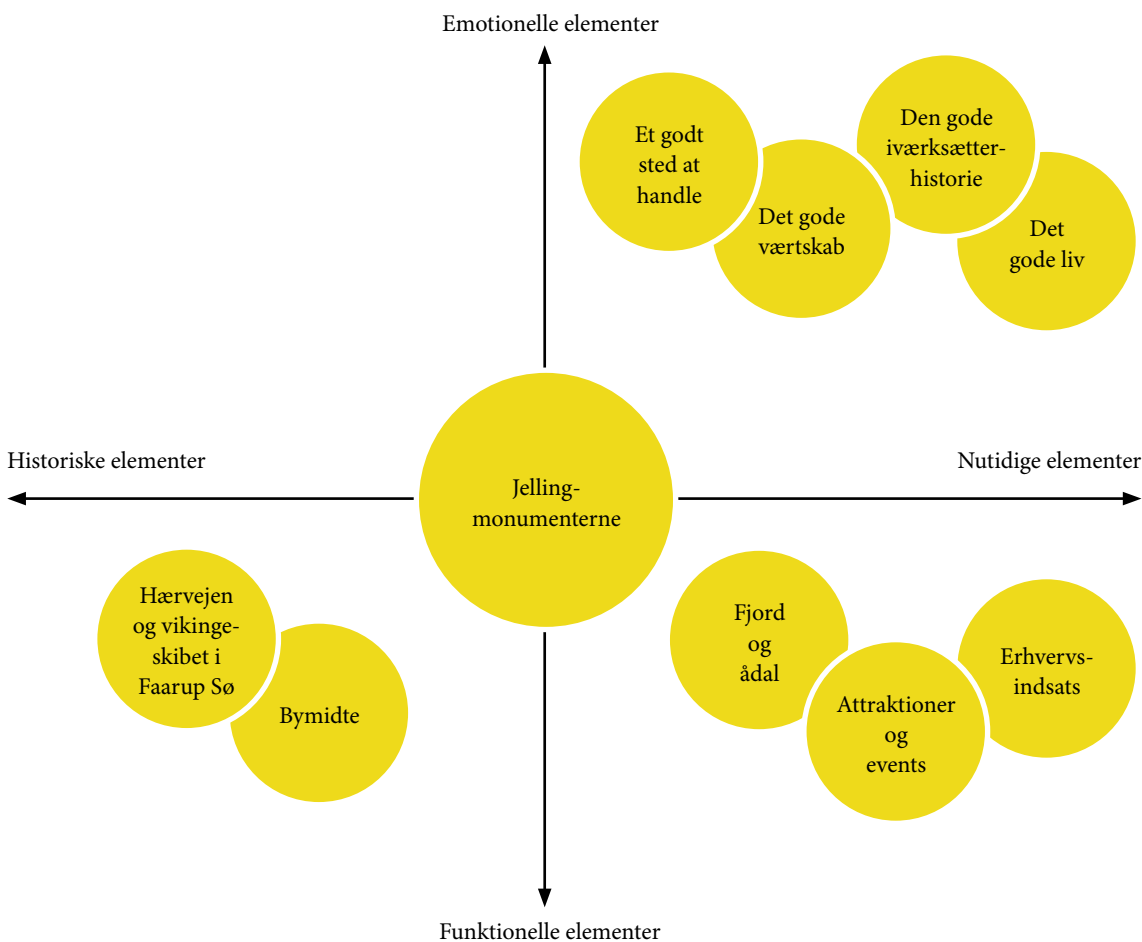 Emotionelle elementer
Et godt
sted at
handle
Det gode
værtskab
Den gode
iværksætter-
historie
Det
gode liv
Historiske elementer
Nutidige elementer
Jelling-
monumenterne
Hærvejen
og vikinge-
skibet i
Faarup Sø
Bymidte
Fjord
og
ådal
Attraktioner
og
events
Erhvervs-
indsats
Funktionelle elementer